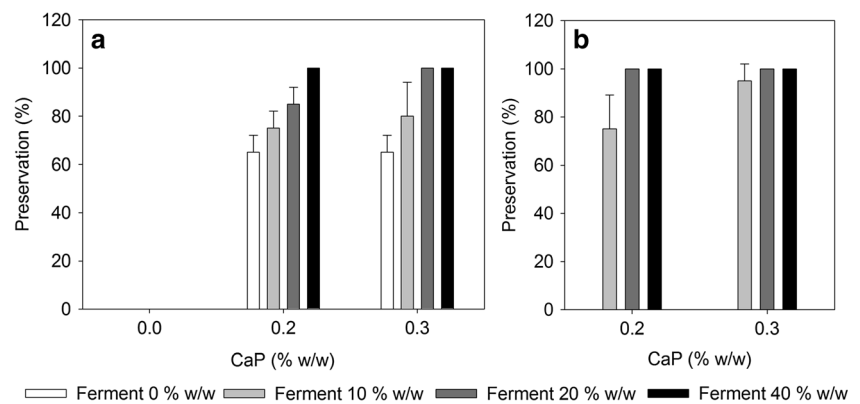 a
120
100
80
60
40
20
0
Preservation (%)
0.0 0.2 0.3
CaP (% w/w)
b
120
100
80
60
40
20
0
Preservation (%)
0.2 0.3
CaP (% w/w)
Ferment 0 % w/w Ferment 10 % w/w Ferment 20 % w/w Ferment 40 % w/w